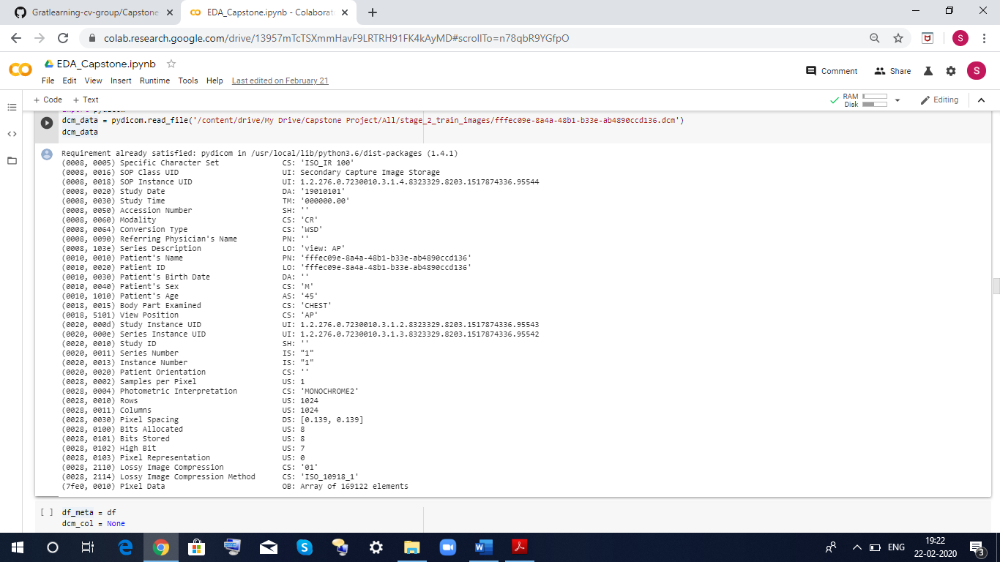 Gratlearning-cv-group/Capstone
EDA_Capstone.ipynb - Colaborat
colab.research.google.com/drive/13957mTcTSXmmHavF9LRTRH91FK4kAyMD#scrollTo=n78qbR9YGfpO
S
EDA_Capstone.ipynb
Comment
Share
S
File Edit View Insert Runtime Tools Help Last edited on February 21
+ Code + Text
RAM
Disk
Editing
import pydicom
dcm_data = pydicom.read_file('/content/drive/My Drive/Capstone Project/All/stage_2_train_images/fffec09e-8a4a-48b1-b33e-ab4890ccd136.dcm')
dcm_data
Requirement already satisfied: pydicom in /usr/local/lib/python3.6/dist-packages (1.4.1)
(0008, 0005) Specific Character Set CS: 'ISO_IR 100'
(0008, 0016) SOP Class UID UI: Secondary Capture Image Storage
(0008, 0018) SOP Instance UID UI: 1.2.276.0.7230010.3.1.4.8323329.8203.1517874336.95544
(0008, 0020) Study Date DA: '19010101'
(0008, 0030) Study Time TM: '000000.00'
(0008, 0050) Accession Number SH: ''
(0008, 0060) Modality CS: 'CR'
(0008, 0064) Conversion Type CS: 'WSD'
(0008, 0090) Referring Physician's Name PN: ''
(0008, 103e) Series Description LO: 'view: AP'
(0010, 0010) Patient's Name PN: 'fffec09e-8a4a-48b1-b33e-ab4890ccd136'
(0010, 0020) Patient ID LO: 'fffec09e-8a4a-48b1-b33e-ab4890ccd136'
(0010, 0030) Patient's Birth Date DA: ''
(0010, 0040) Patient's Sex CS: 'M'
(0010, 1010) Patient's Age AS: '45'
(0018, 0015) Body Part Examined CS: 'CHEST'
(0018, 5101) View Position CS: 'AP'
(0020, 000d) Study Instance UID UI: 1.2.276.0.7230010.3.1.2.8323329.8203.1517874336.95543
(0020, 000e) Series Instance UID UI: 1.2.276.0.7230010.3.1.3.8323329.8203.1517874336.95542
(0020, 0010) Study ID SH: ''
(0020, 0011) Series Number IS: "1"
(0020, 0013) Instance Number IS: "1"
(0020, 0020) Patient Orientation CS: ''
(0028, 0002) Samples per Pixel US: 1
(0028, 0004) Photometric Interpretation CS: 'MONOCHROME2'
(0028, 0010) Rows US: 1024
(0028, 0011) Columns US: 1024
(0028, 0030) Pixel Spacing DS: [0.139, 0.139]
(0028, 0100) Bits Allocated US: 8
(0028, 0101) Bits Stored US: 8
(0028, 0102) High Bit US: 7
(0028, 0103) Pixel Representation US: 0
(0028, 2110) Lossy Image Compression CS: '01'
(0028, 2114) Lossy Image Compression Method CS: 'ISO_10918_1'
(7fe0, 0010) Pixel Data OB: Array of 169122 elements
[ ] df_meta = df
dcm_col = None
ENG
19:22
22-02-2020
3